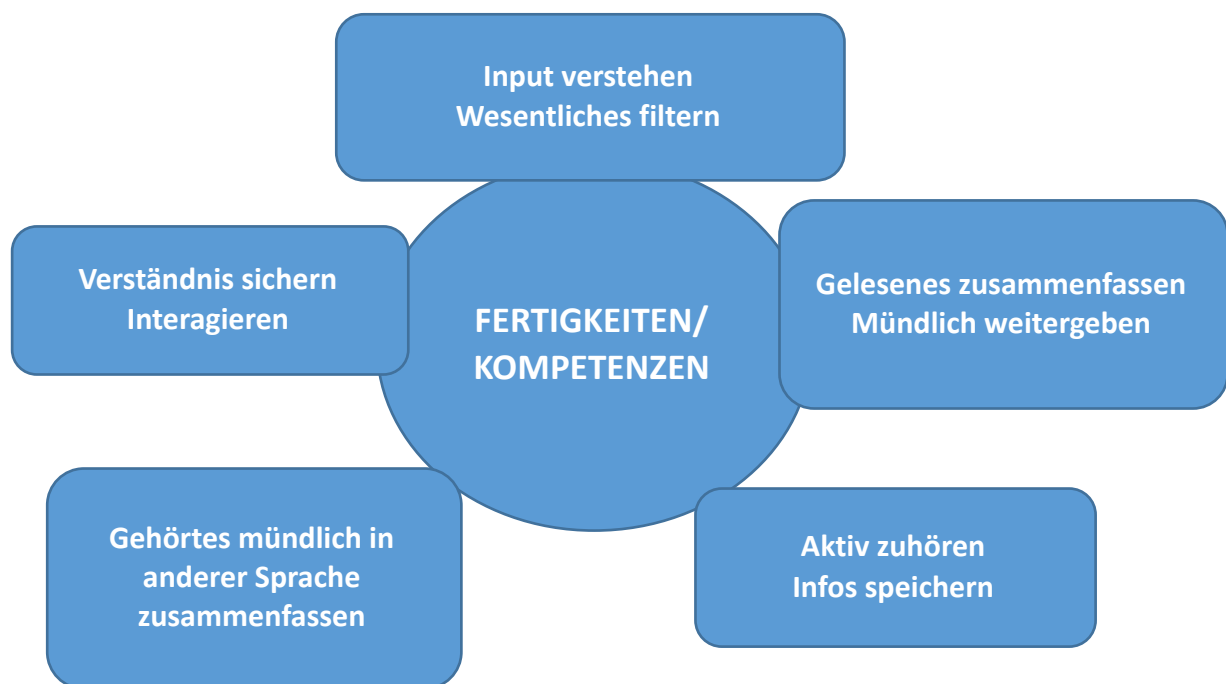 Input verstehen
Wesentliches filtern
Verständnis sichern
Interagieren
FERTIGKEITEN/
KOMPETENZEN
Gelesenes zusammenfassen
Mündlich weitergeben
Gehörtes mündlich in
anderer Sprache
zusammenfassen
Aktiv zuhören
Infos speichern